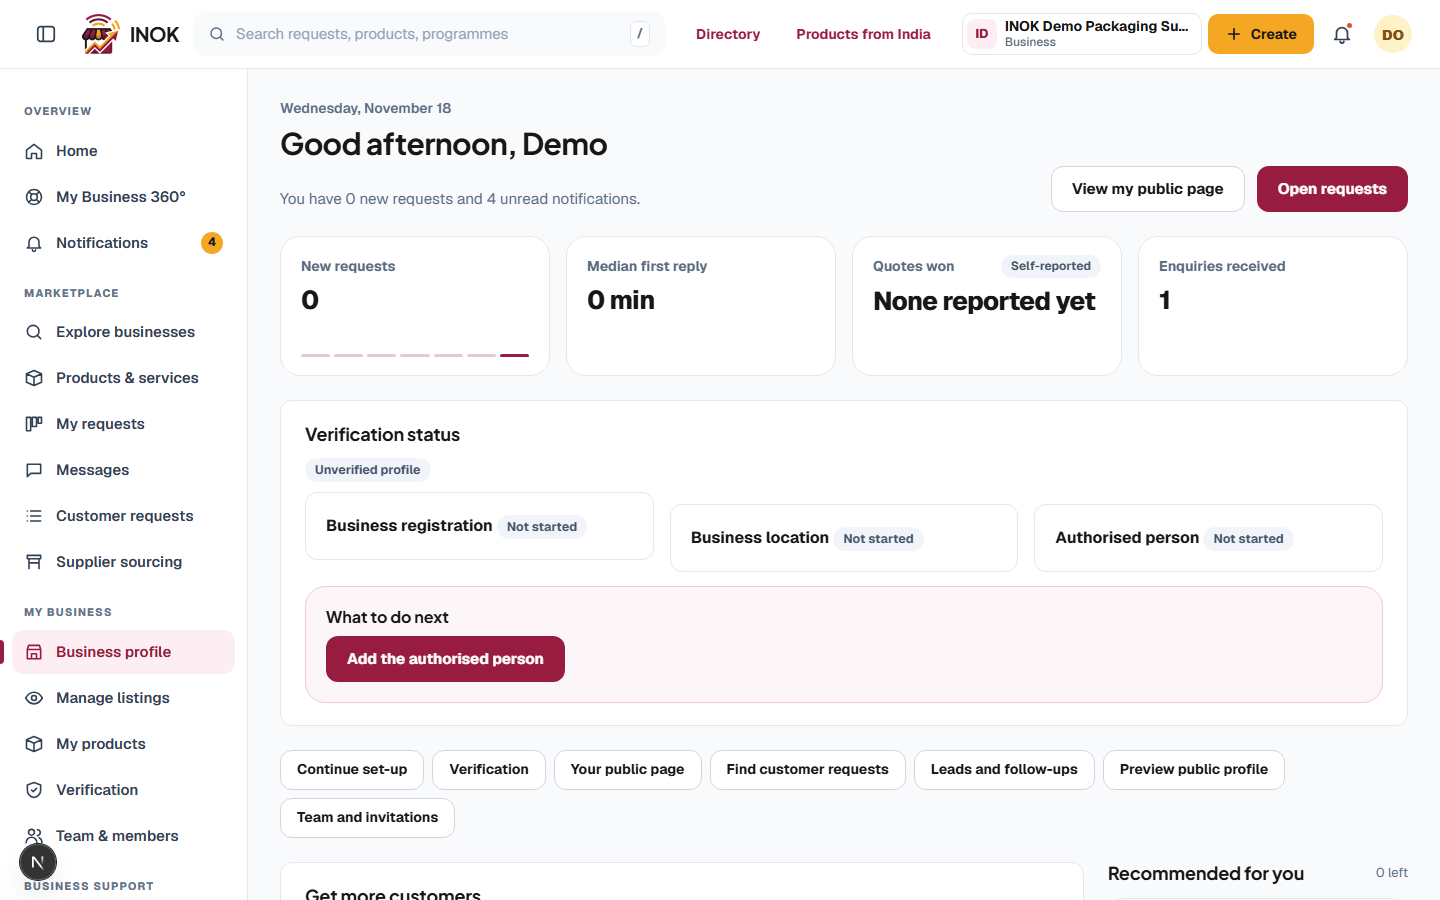 INOK
Search requests, products, programmes
/
Directory
Products from India
ID
INOK Demo Packaging Su...
Business
Create
DO
OVERVIEW
Home
My Business 360°
Notifications
4
MARKETPLACE
Explore businesses
Products & services
My requests
Messages
Customer requests
Supplier sourcing
MY BUSINESS
Business profile
Manage listings
My products
Verification
Team & members
N
BUSINESS SUPPORT
Wednesday, November 18
Good afternoon, Demo
You have 0 new requests and 4 unread notifications.
View my public page
Open requests
New requests
0
Median first reply
0 min
Quotes won
Self-reported
None reported yet
Enquiries received
1
Verification status
Unverified profile
Business registration Not started
Business location Not started
Authorised person Not started
What to do next
Add the authorised person
Continue set-up
Verification
Your public page
Find customer requests
Leads and follow-ups
Preview public profile
Team and invitations
Get more customers
Recommended for you
0 left